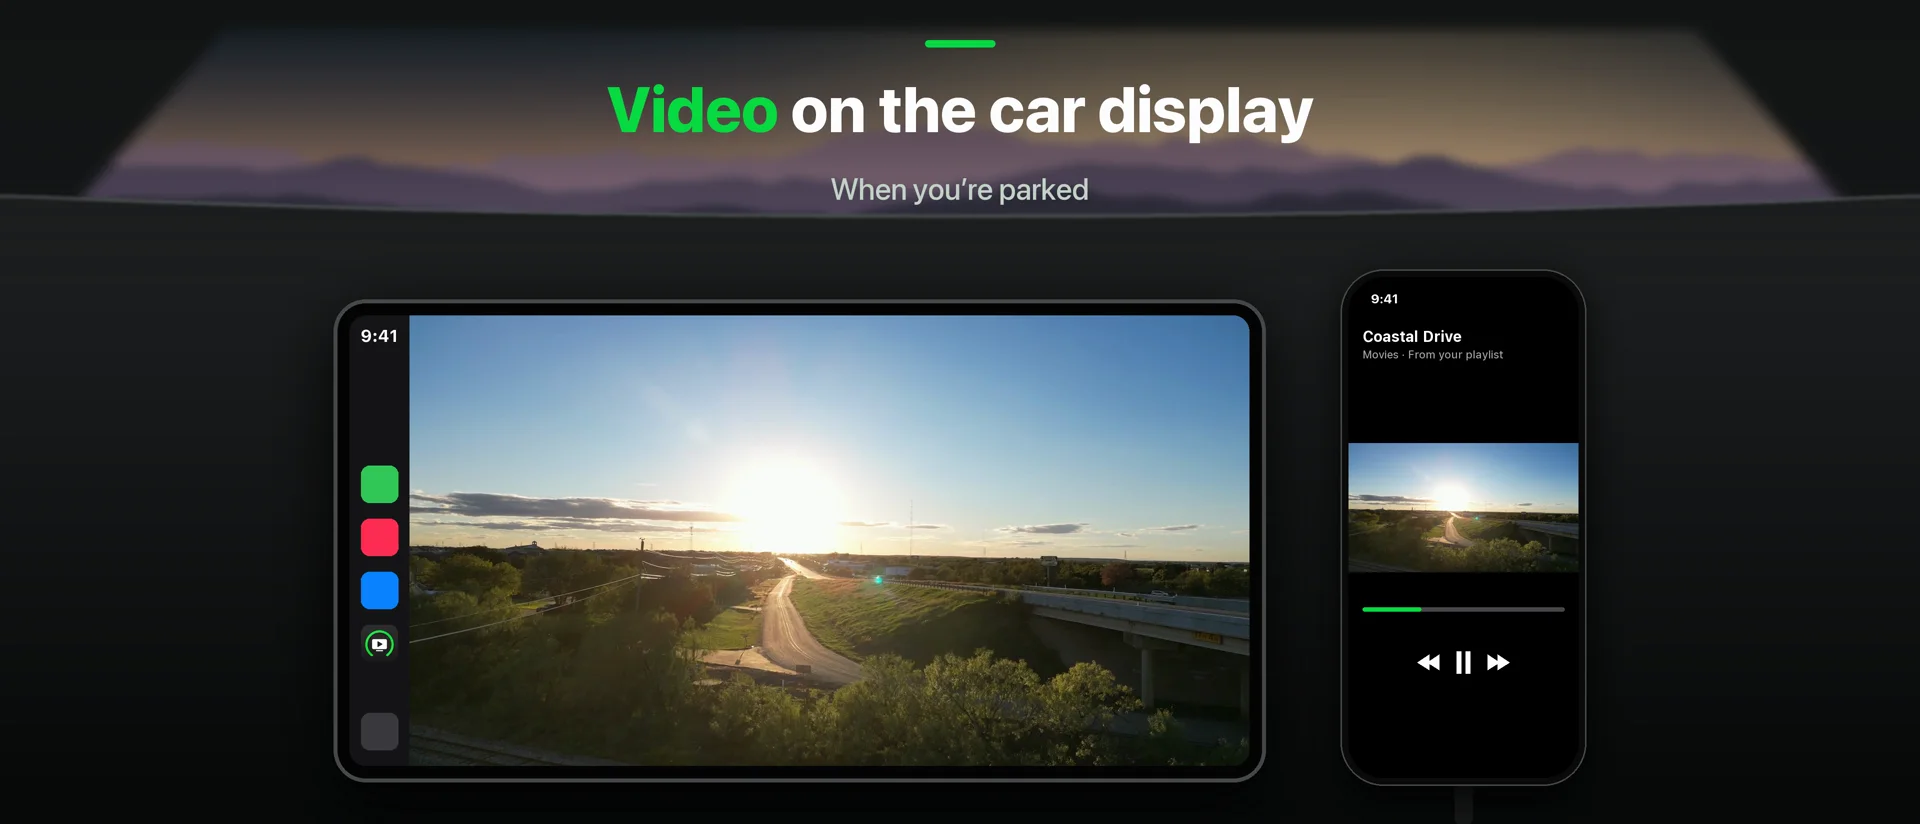 Video on the car display
When you’re parked
9:41
9:41
Coastal Drive
Movies · From your playlist